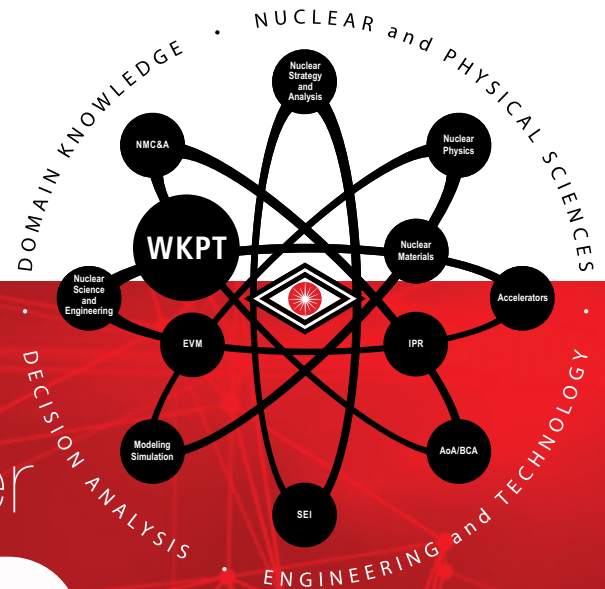 DOMAIN KNOWLEDGE
·
NUCLEAR and PHYSICAL SCIENCES
Nuclear
Strategy
and
Analysis
NMC&A
Nuclear
Physics
WKPT
Nuclear
Materials
Nuclear
Science
and
Engineering
Accelerators
EVM
IPR
Modeling
Simulation
AoA/BCA
SEI
·
DECISION ANALYSIS
·
ENGINEERING and TECHNOLOGY
·
er